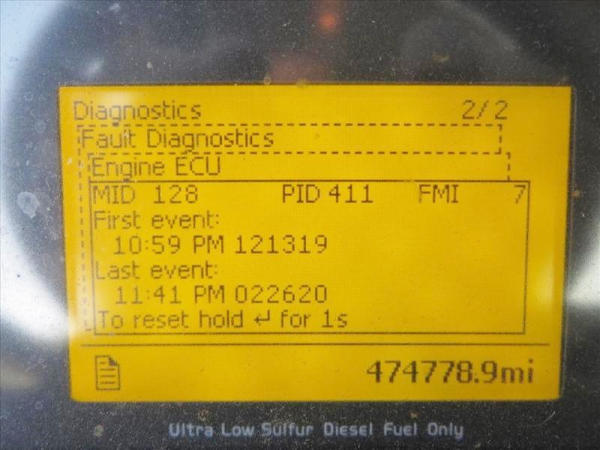 Diagnostics 2/2
Fault Diagnostics
Engine ECU
MID 128 PID 411 FMI 7
First event:
10:59 PM 121319
Last event:
11:41 PM 022620
To reset hold ↵ for 1s
474778.9mi
Ultra Low Sulfur Diesel Fuel Only